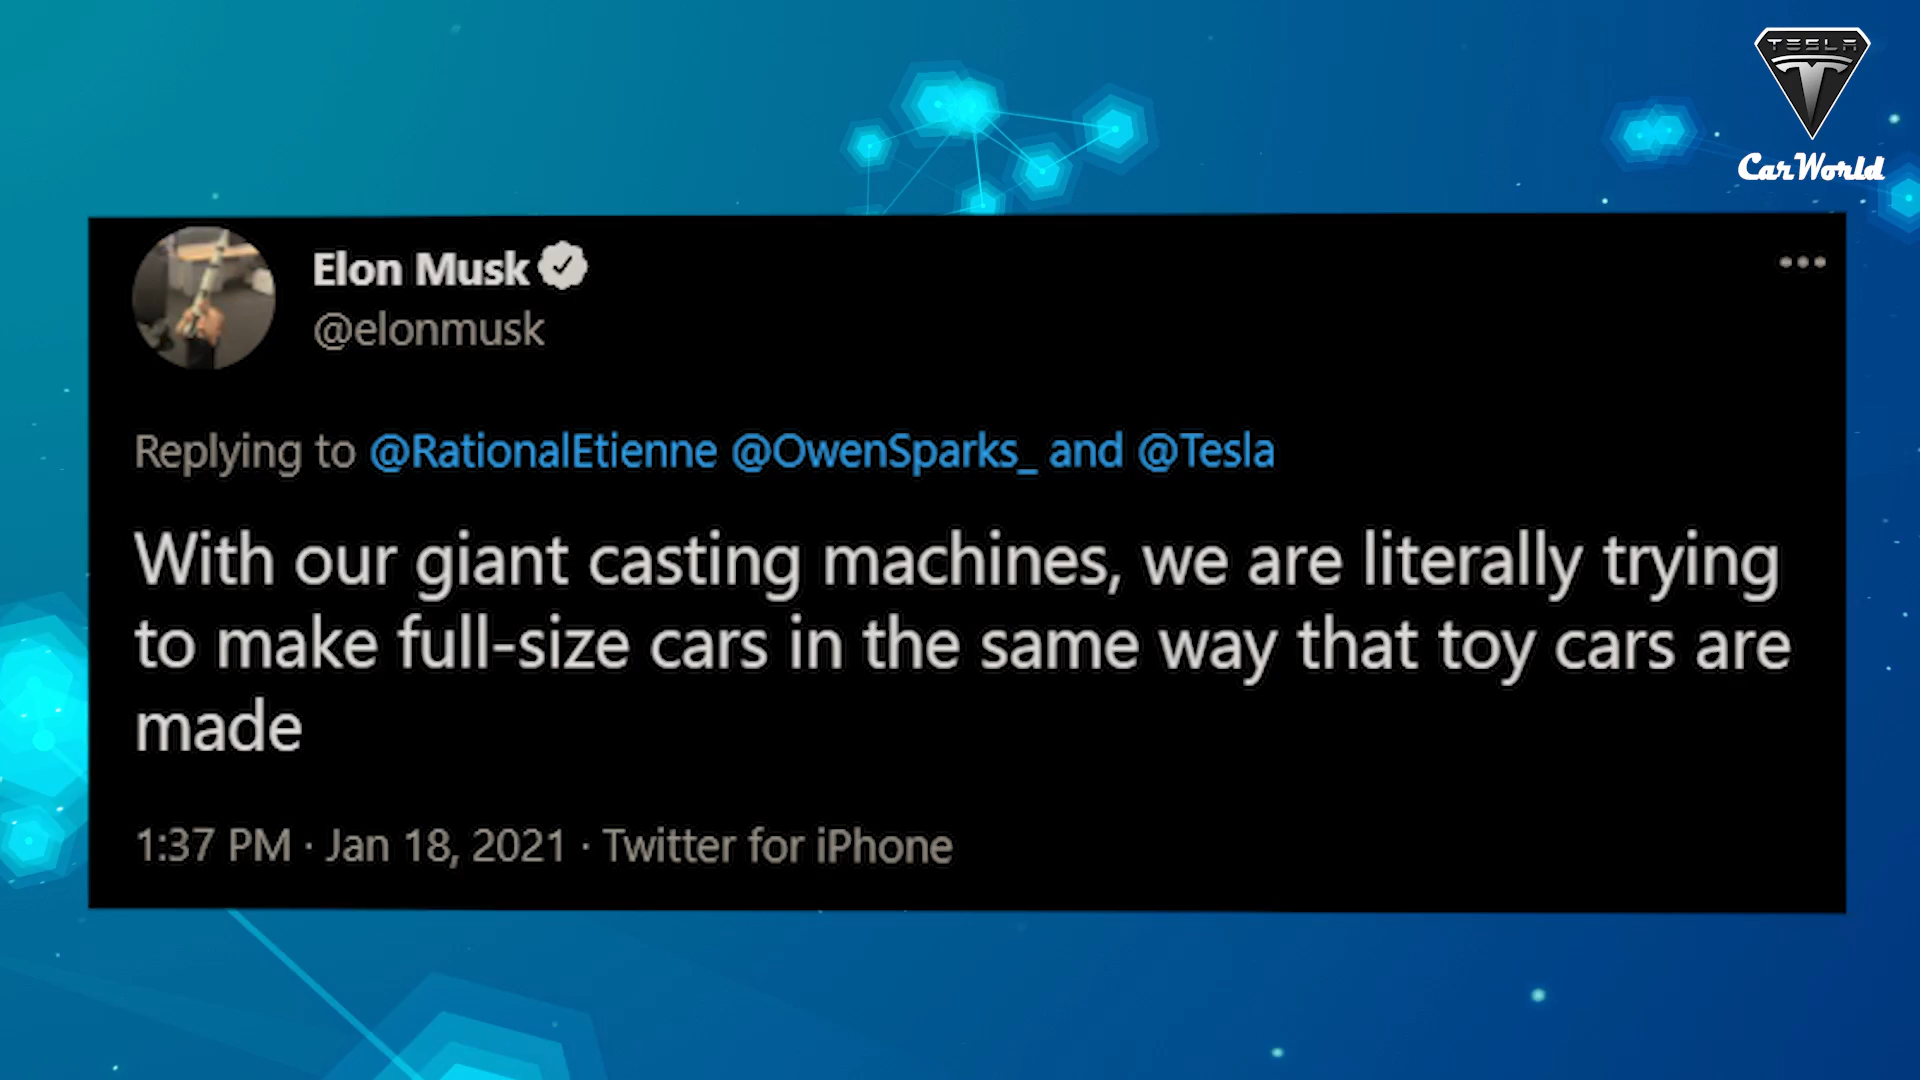 TESLA
CarWorld
Elon Musk
@elonmusk
Replying to @RationalEtienne @OwenSparks_ and @Tesla
With our giant casting machines, we are literally trying
to make full-size cars in the same way that toy cars are
made
1:37 PM · Jan 18, 2021 · Twitter for iPhone